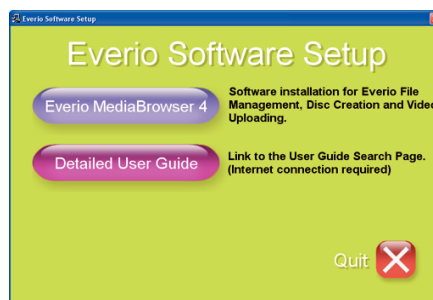 Everio Software Setup
Everio Software Setup
Everio MediaBrowser 4
Software installation for Everio File
Management, Disc Creation and Video
Uploading.
Detailed User Guide
Link to the User Guide Search Page.
(Internet connection required)
Quit